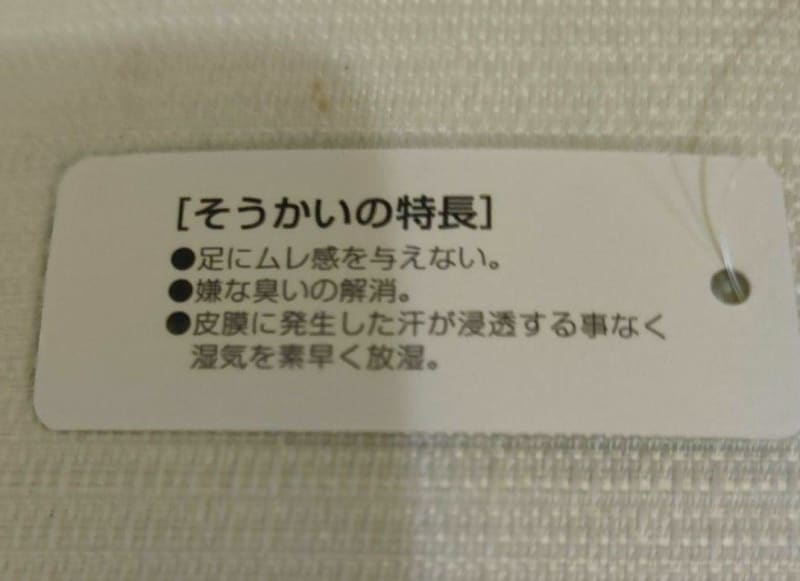 [そうかいの特長]
●足にムレ感を与えない。
●嫌な臭いの解消。
●皮膜に発生した汗が浸透する事なく
湿気を素早く放湿。